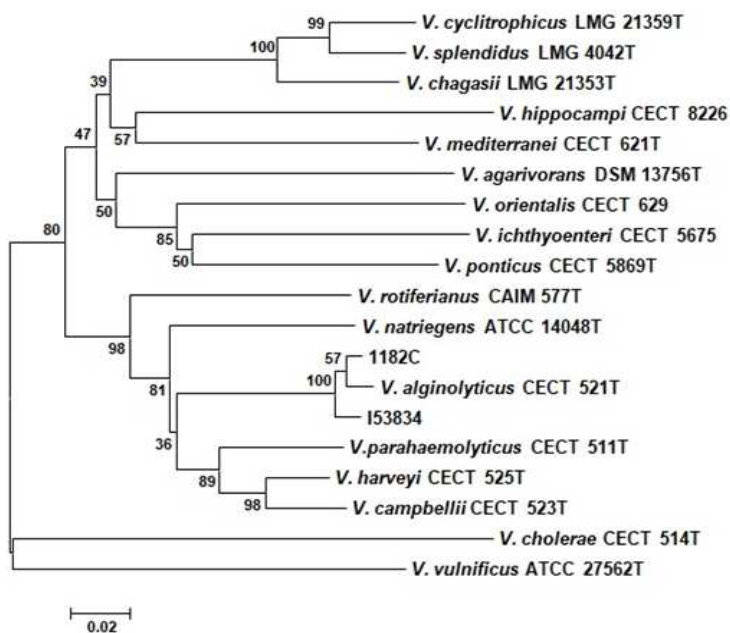 99
V. cyclitrophicus LMG 21359T
100
V. splendidus LMG 4042T
V. chagasii LMG 21353T
39
V. hippocampi CECT 8226
47
57
V. mediterranei CECT 621T
V. agarivorans DSM 13756T
50
V. orientalis CECT 629
80
85
V. ichthyoenteri CECT 5675
50
V. ponticus CECT 5869T
V. rotiferianus CAIM 577T
98
V. natriegens ATCC 14048T
57
1182C
81
100
V. alginolyticus CECT 521T
I53834
36
V.parahaemolyticus CECT 511T
89
V. harveyi CECT 525T
98
V. campbellii CECT 523T
V. cholerae CECT 514T
V. vulnificus ATCC 27562T
0.02